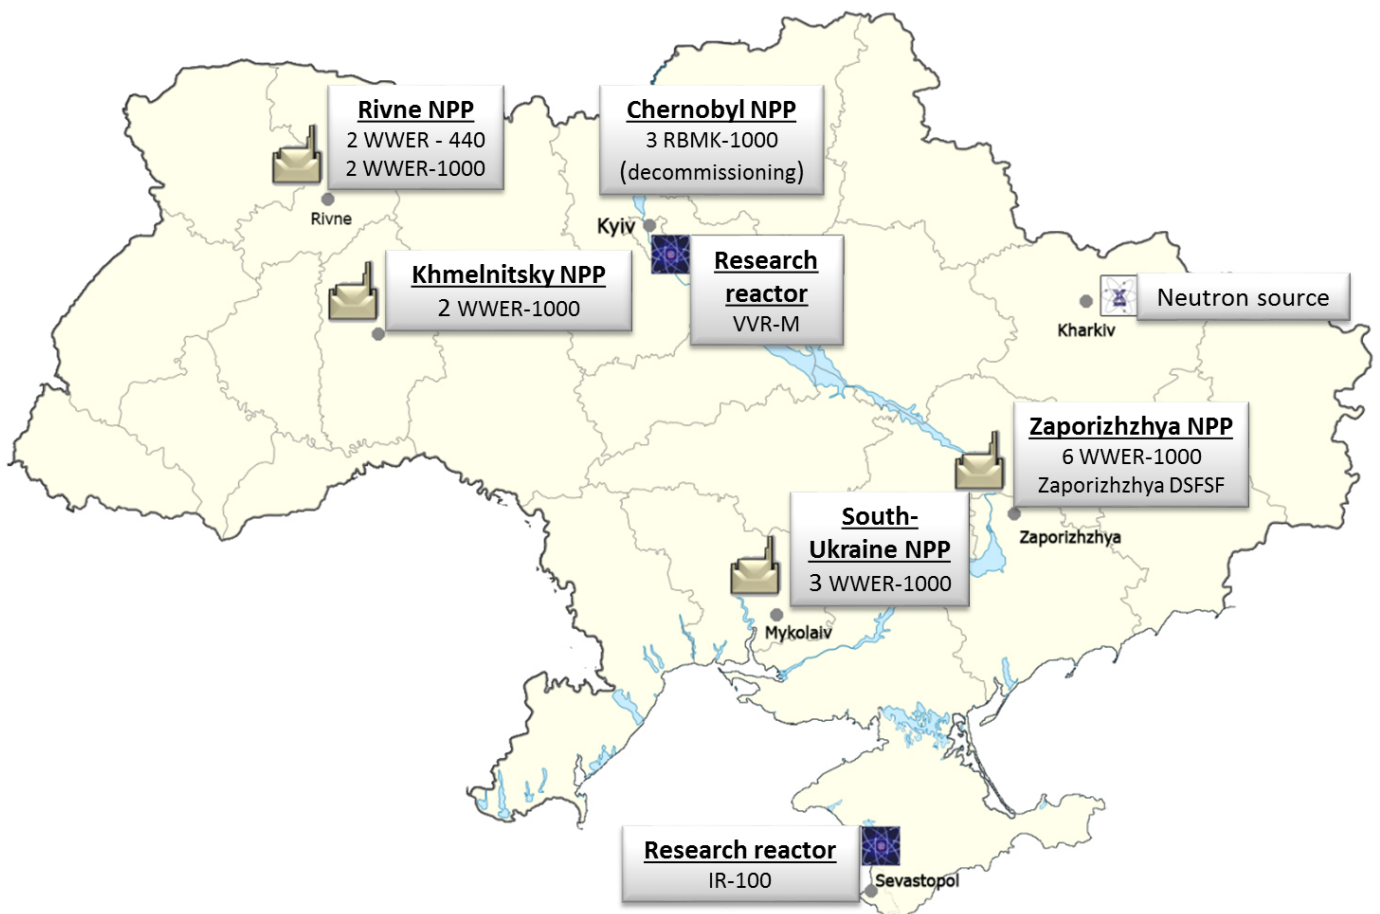 Rivne NPP
2 WWER - 440
2 WWER-1000
Rivne
Chernobyl NPP
3 RBMK-1000
(decommissioning)
Kyiv
Khmelnitsky NPP
2 WWER-1000
Research
reactor
VVR-M
Neutron source
Kharkiv
Zaporizhzhya NPP
6 WWER-1000
Zaporizhzhya DSFSF
Zaporizhzhya
South-
Ukraine NPP
3 WWER-1000
Mykolaiv
Research reactor
IR-100
Sevastopol